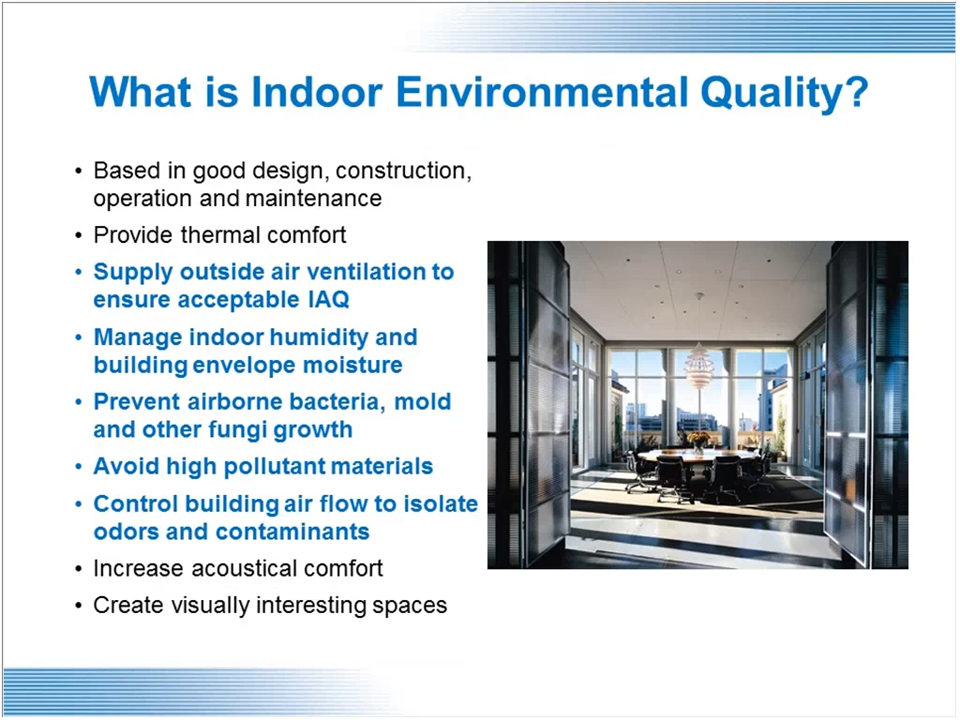 What is Indoor Environmental Quality?
• Based in good design, construction,
operation and maintenance
• Provide thermal comfort
• Supply outside air ventilation to
ensure acceptable IAQ
• Manage indoor humidity and
building envelope moisture
• Prevent airborne bacteria, mold
and other fungi growth
• Avoid high pollutant materials
• Control building air flow to isolate
odors and contaminants
• Increase acoustical comfort
• Create visually interesting spaces